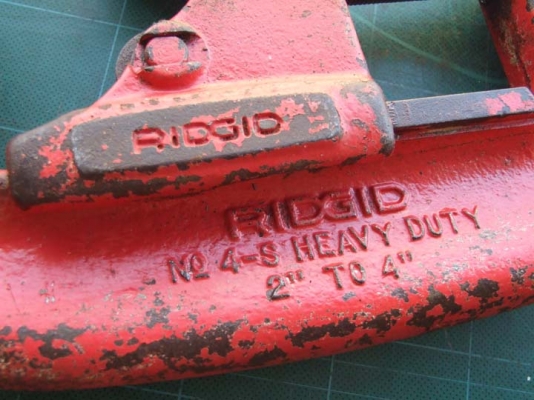 RIDGID
RIDGID
NO 4-S HEAVY DUTY
2" TO 4"